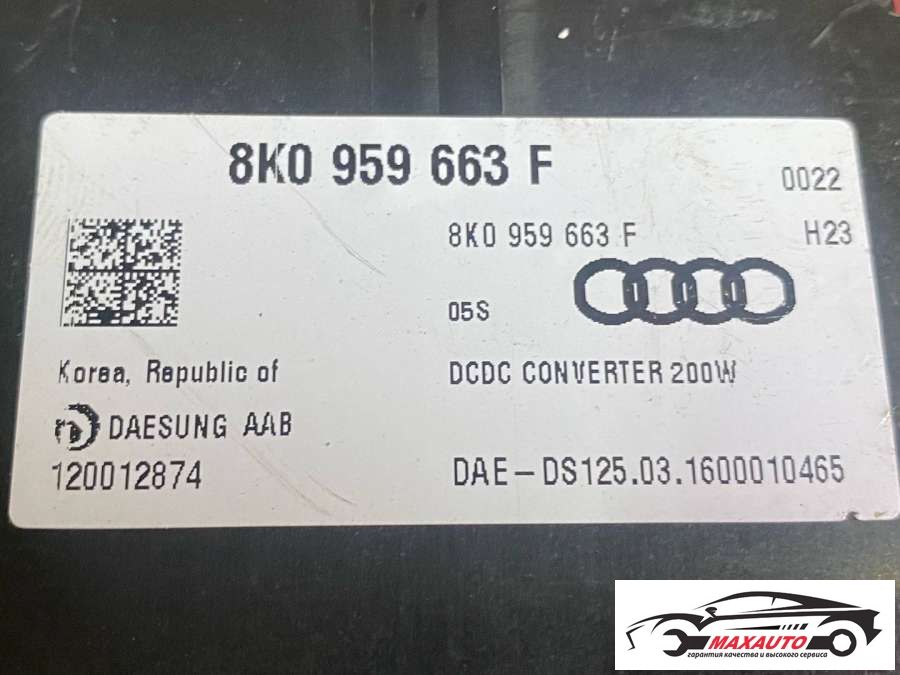 8K0 959 663 F
0022
8K0 959 663 F
H23
05S
Korea, Republic of
DCDC CONVERTER 200W
DAESUNG AAB
120012874
DAE-DS125.03.1600010465
MAXAUTO
гарантия качества и высокого сервиса